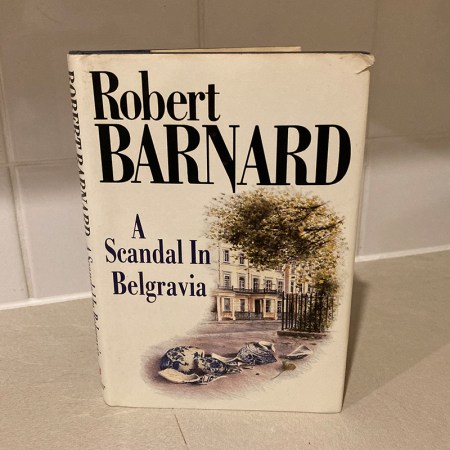 Robert
BARNARD
A
Scandal In
Belgravia
ROBERT BARNARD